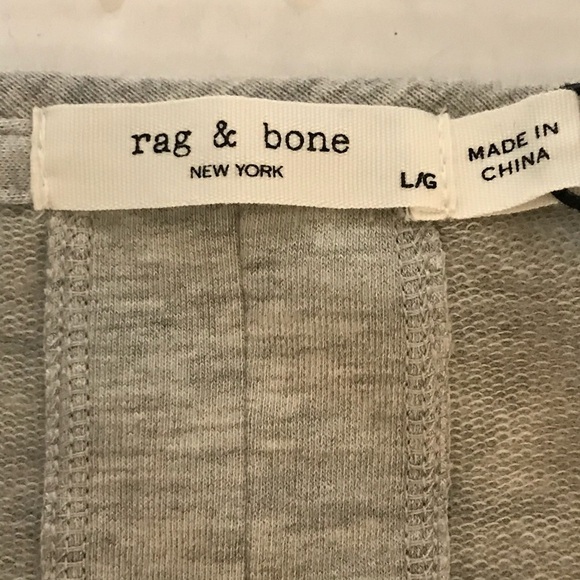 rag & bone
NEW YORK
L/G
MADE IN
CHINA